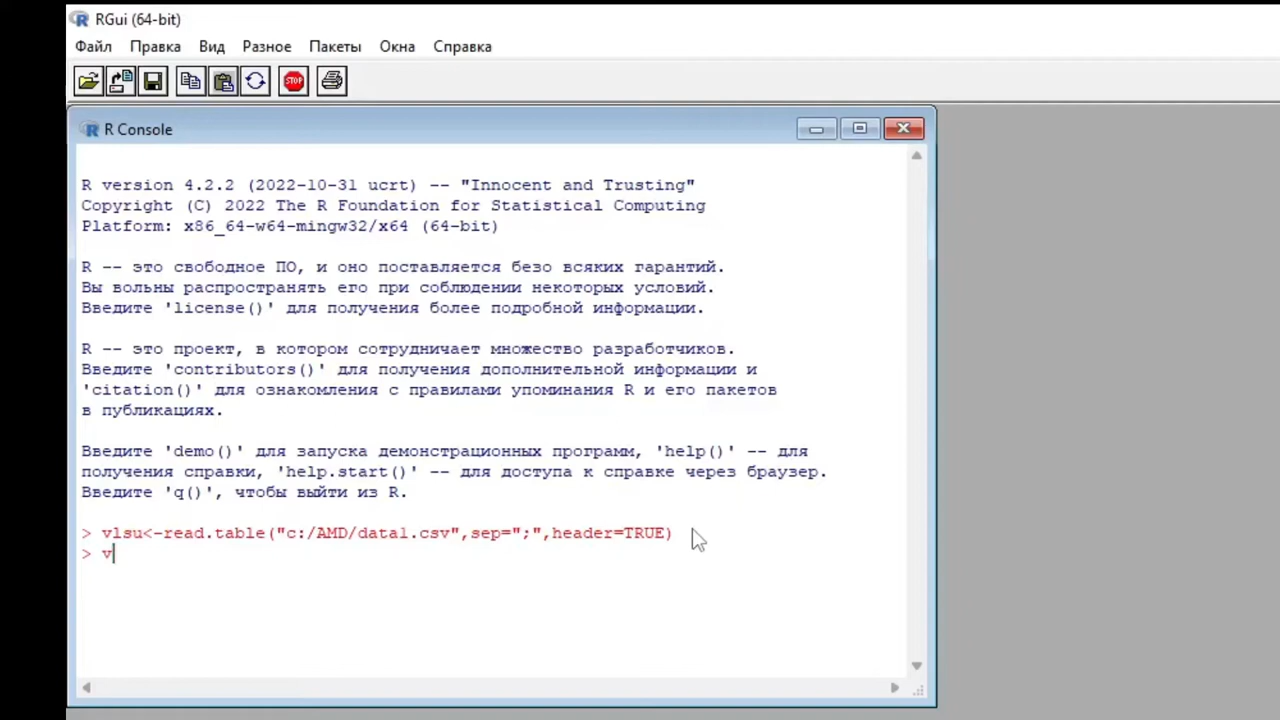 RGui (64-bit)
Файл Правка Вид Разное Пакеты Окна Справка
STOP
R Console
R version 4.2.2 (2022-10-31 ucrt) -- "Innocent and Trusting"
Copyright (C) 2022 The R Foundation for Statistical Computing
Platform: x86_64-w64-mingw32/x64 (64-bit)
R -- это свободное ПО, и оно поставляется безо всяких гарантий.
Вы вольны распространять его при соблюдении некоторых условий.
Введите 'license()' для получения более подробной информации.
R -- это проект, в котором сотрудничает множество разработчиков.
Введите 'contributors()' для получения дополнительной информации и
'citation()' для ознакомления с правилами упоминания R и его пакетов
в публикациях.
Введите 'demo()' для запуска демонстрационных программ, 'help()' -- для
получения справки, 'help.start()' -- для доступа к справке через браузер.
Введите 'q()', чтобы выйти из R.
> vlsu<-read.table("c:/AMD/data1.csv",sep=";",header=TRUE)
> v